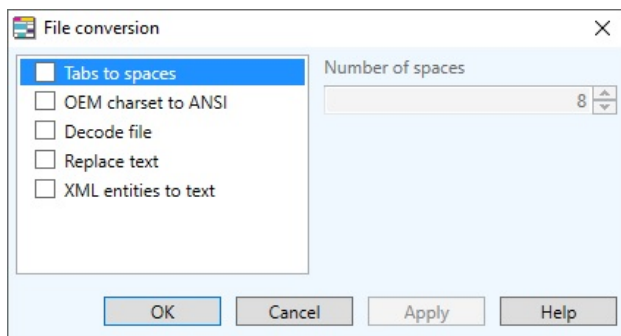 File conversion
Tabs to spaces
OEM charset to ANSI
Decode file
Replace text
XML entities to text
Number of spaces
8
OK Cancel Apply Help